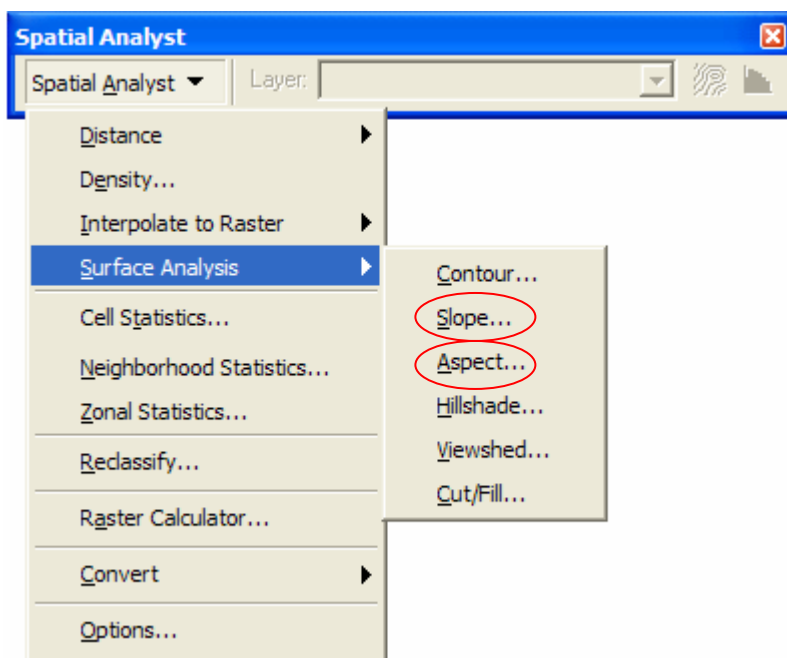 Spatial Analyst
Spatial Analyst Layer:
Distance
Density...
Interpolate to Raster
Surface Analysis
Cell Statistics...
Neighborhood Statistics...
Zonal Statistics...
Reclassify...
Raster Calculator...
Convert
Options...
Contour...
Slope...
Aspect...
Hillshade...
Viewshed...
Cut/Fill...